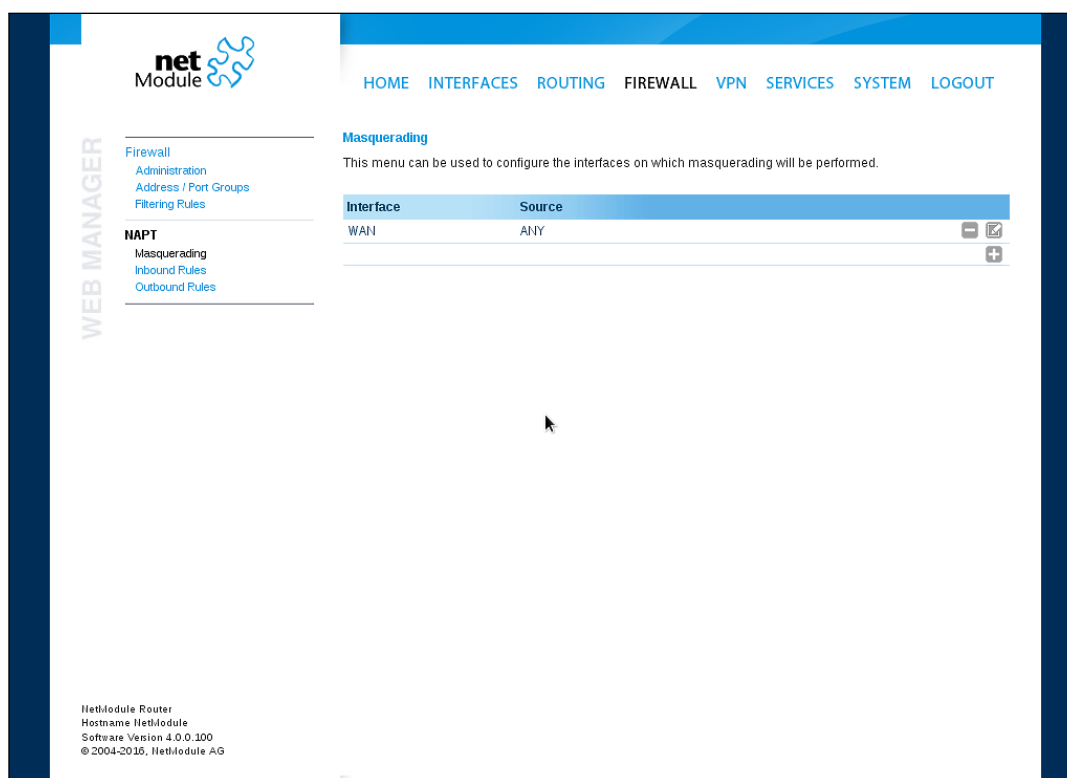 net
Module
HOME INTERFACES ROUTING FIREWALL VPN SERVICES SYSTEM LOGOUT
WEB MANAGER
Firewall
Administration
Address / Port Groups
Filtering Rules
NAPT
Masquerading
Inbound Rules
Outbound Rules
Masquerading
This menu can be used to configure the interfaces on which masquerading will be performed.
Interface Source
WAN ANY
NetModule Router
Hostname NetModule
Software Version 4.0.0.100
© 2004-2016, NetModule AG